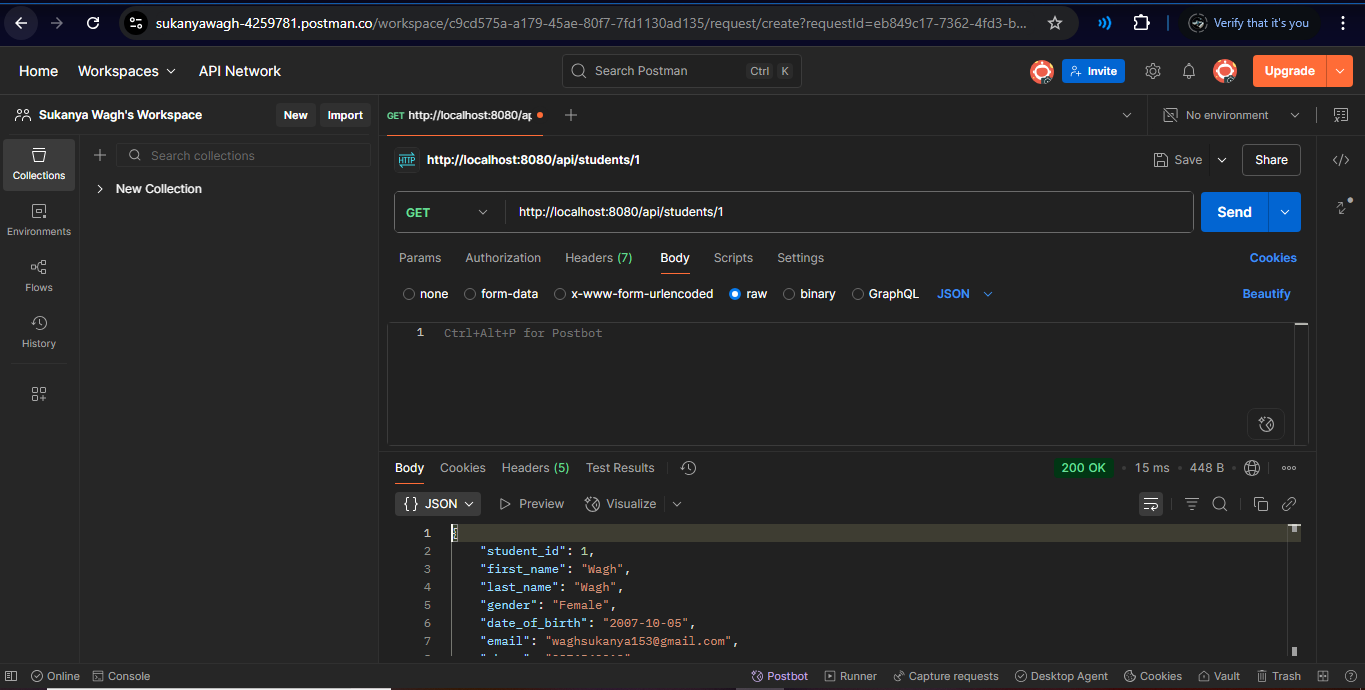 sukanyawagh-4259781.postman.co/workspace/c9cd575a-a179-45ae-80f7-7fd1130ad135/request/create?requestId=eb849c17-7362-4fd3-b...
Verify that it's you
Home Workspaces API Network
Search Postman Ctrl K
Invite Upgrade
Sukanya Wagh's Workspace New Import
GET http://localhost:8080/ap
No environment
Collections
Search collections
New Collection
Environments
Flows
History
HTTP http://localhost:8080/api/students/1
Save Share
GET http://localhost:8080/api/students/1 Send
Params Authorization Headers (7) Body Scripts Settings Cookies
none form-data x-www-form-urlencoded raw binary GraphQL JSON Beautify
1 Ctrl+Alt+P for Postbot
Body Cookies Headers (5) Test Results 200 OK • 15 ms • 448 B
{} JSON Preview Visualize
1 {
2 "student_id": 1,
3 "first_name": "Wagh",
4 "last_name": "Wagh",
5 "gender": "Female",
6 "date_of_birth": "2007-10-05",
7 "email": "waghsukanya153@gmail.com",
Online Console Postbot Runner Capture requests Desktop Agent Cookies Vault Trash